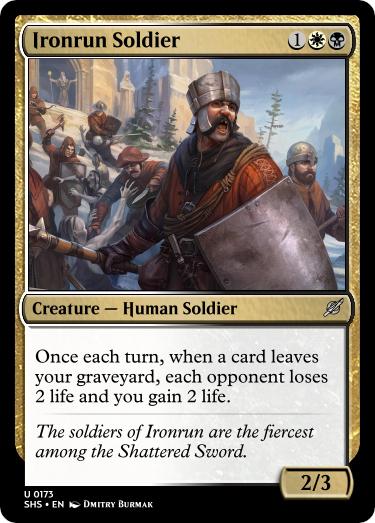 Ironrun Soldier 1
Creature — Human Soldier
Once each turn, when a card leaves
your graveyard, each opponent loses
2 life and you gain 2 life.
The soldiers of Ironrun are the fiercest
among the Shattered Sword.
2/3
U 0173
SHS • EN Dmitry Burmak